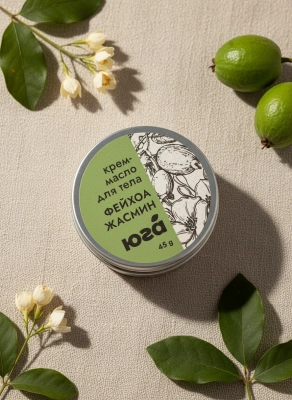 крем-
масло
для тела
ФЕЙХОА
ЖАСМИН
юга́
45 g